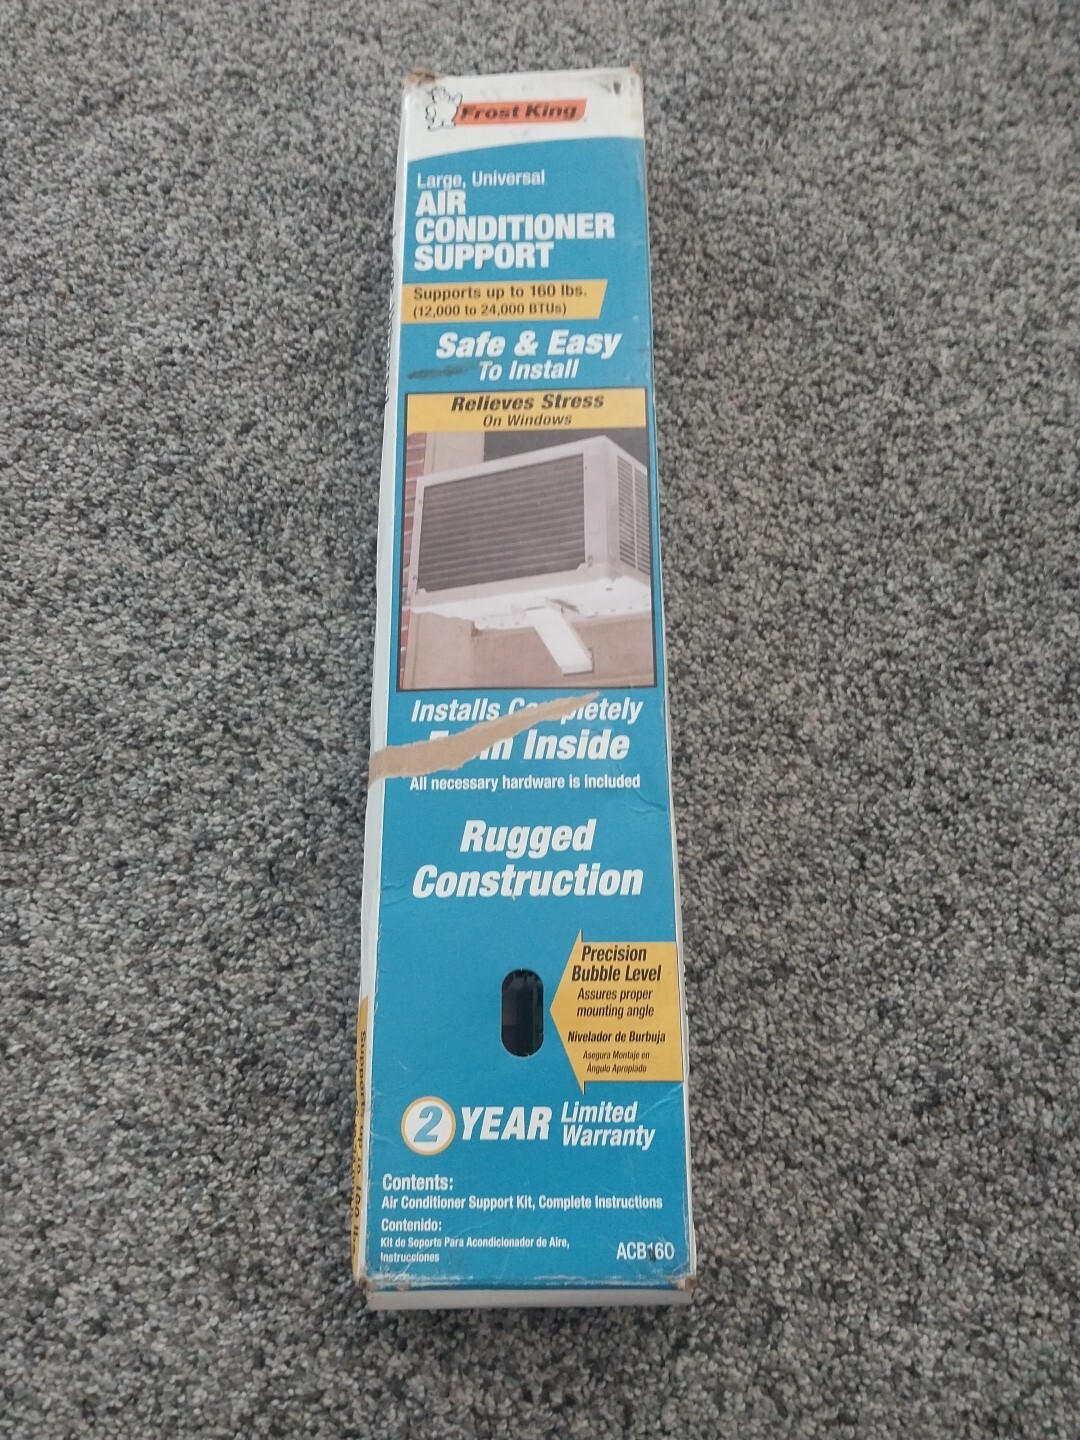 Frost King
Large, Universal
AIR
CONDITIONER
SUPPORT
Supports up to 160 lbs.
(12,000 to 24,000 BTUs)
Safe & Easy
To Install
Relieves Stress
On Windows
Installs Completely
From Inside
All necessary hardware is included
Rugged
Construction
Precision
Bubble Level
Assures proper
mounting angle
Nivelador de Burbuja
Asegura Montaje en
Angulo Apropiado
2 YEAR Limited
Warranty
Contents:
Air Conditioner Support Kit, Complete Instructions
Contenido:
Kit de Soporte Para Acondicionador de Aire,
Instrucciones
ACB160